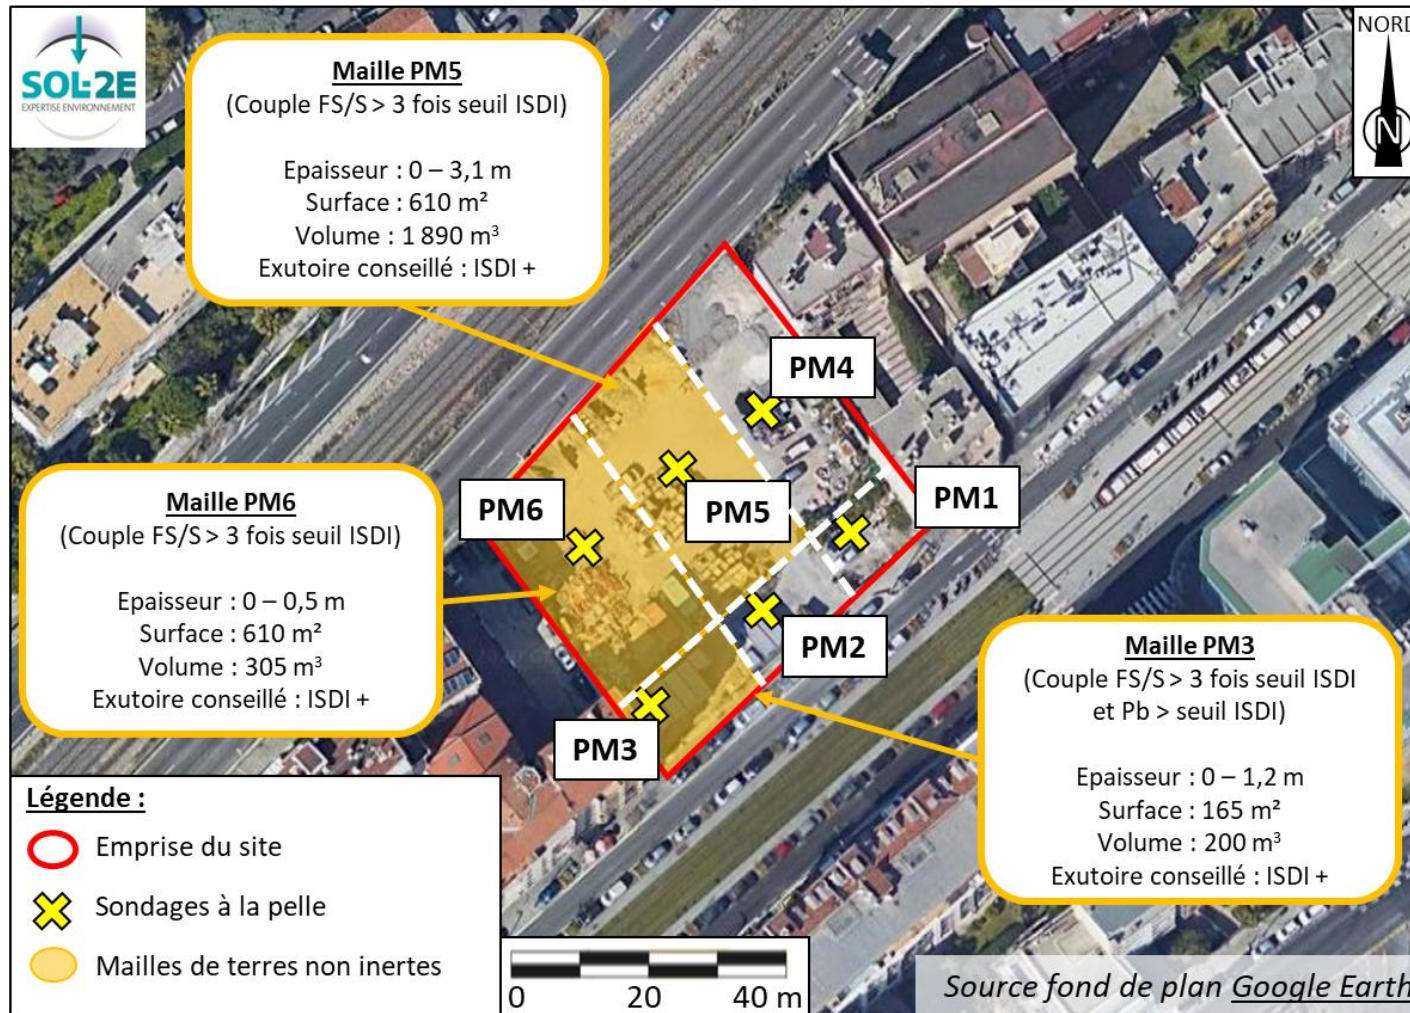 SOL-2E
EXPERTISE ENVIRONNEMENT
NORD
N
Maille PM5
(Couple FS/S > 3 fois seuil ISDI)
Epaisseur : 0 – 3,1 m
Surface : 610 m²
Volume : 1 890 m³
Exutoire conseillé : ISDI +
PM4
PM1
PM6
PM5
PM2
PM3
Maille PM6
(Couple FS/S > 3 fois seuil ISDI)
Epaisseur : 0 – 0,5 m
Surface : 610 m²
Volume : 305 m³
Exutoire conseillé : ISDI +
Maille PM3
(Couple FS/S > 3 fois seuil ISDI
et Pb > seuil ISDI)
Epaisseur : 0 – 1,2 m
Surface : 165 m²
Volume : 200 m³
Exutoire conseillé : ISDI +
Légende :
Emprise du site
Sondages à la pelle
Mailles de terres non inertes
0 20 40 m
Source fond de plan Google Earth